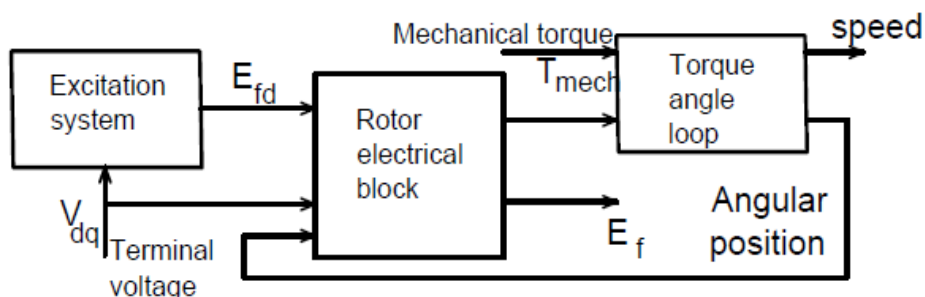 Mechanical torque
speed
Excitation
system
E fd
T mech
Torque
angle
loop
Rotor
electrical
block
V dq
Terminal
voltage
E f
Angular
position